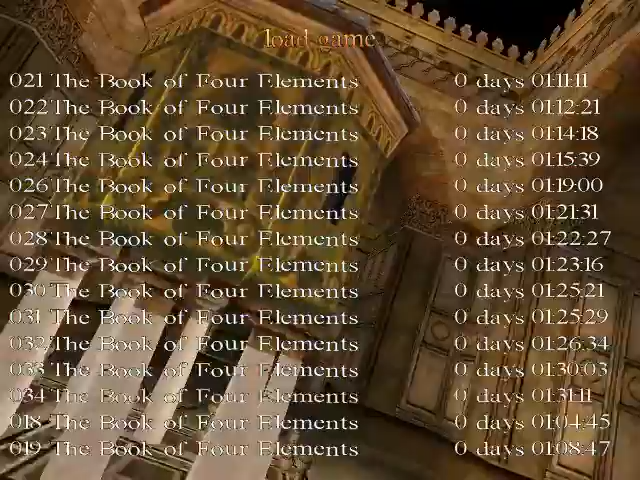 load game
021 The Book of Four Elements 0 days 01:11:11
022 The Book of Four Elements 0 days 01:12:21
023 The Book of Four Elements 0 days 01:14:18
024 The Book of Four Elements 0 days 01:15:39
026 The Book of Four Elements 0 days 01:19:00
027 The Book of Four Elements 0 days 01:21:31
028 The Book of Four Elements 0 days 01:22:27
029 The Book of Four Elements 0 days 01:23:16
030 The Book of Four Elements 0 days 01:25:21
031 The Book of Four Elements 0 days 01:25:29
032 The Book of Four Elements 0 days 01:26:34
033 The Book of Four Elements 0 days 01:30:03
034 The Book of Four Elements 0 days 01:31:11
018 The Book of Four Elements 0 days 01:04:45
019 The Book of Four Elements 0 days 01:08:47